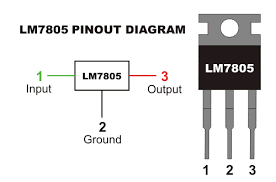 LM7805 PINOUT DIAGRAM
1 LM7805 3
Input Output
2
Ground
LM7805
1 2 3